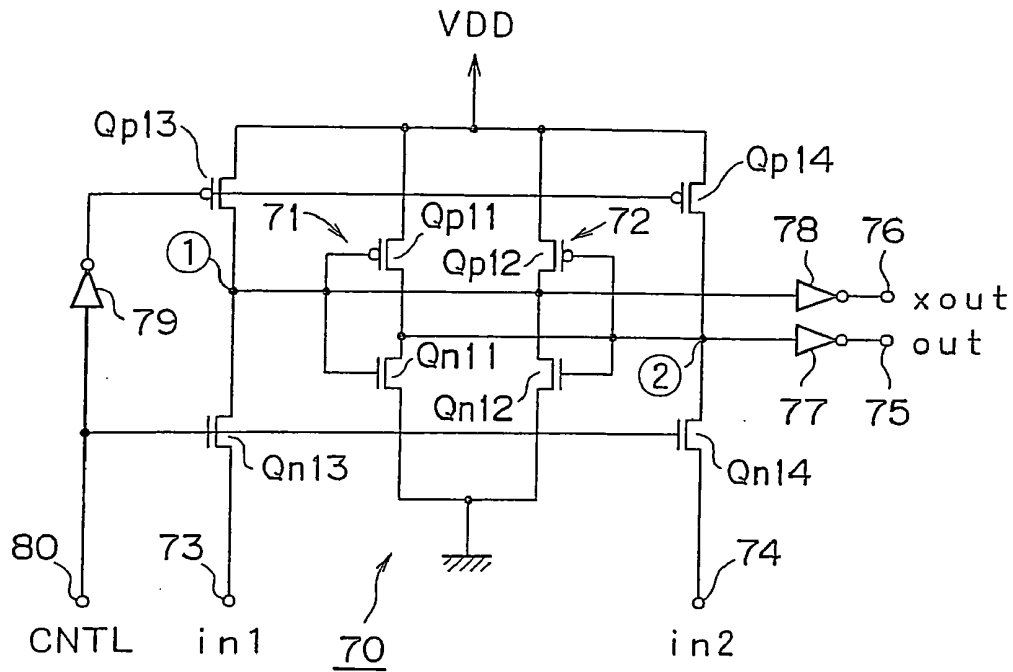 VDD
Qp13
Qp14
71
Qp11
72
Qp12
78
76
①
xout
79
out
Qn11
②
Qn12
77
75
Qn13
Qn14
80
73
74
CNTL
in1
70
in2